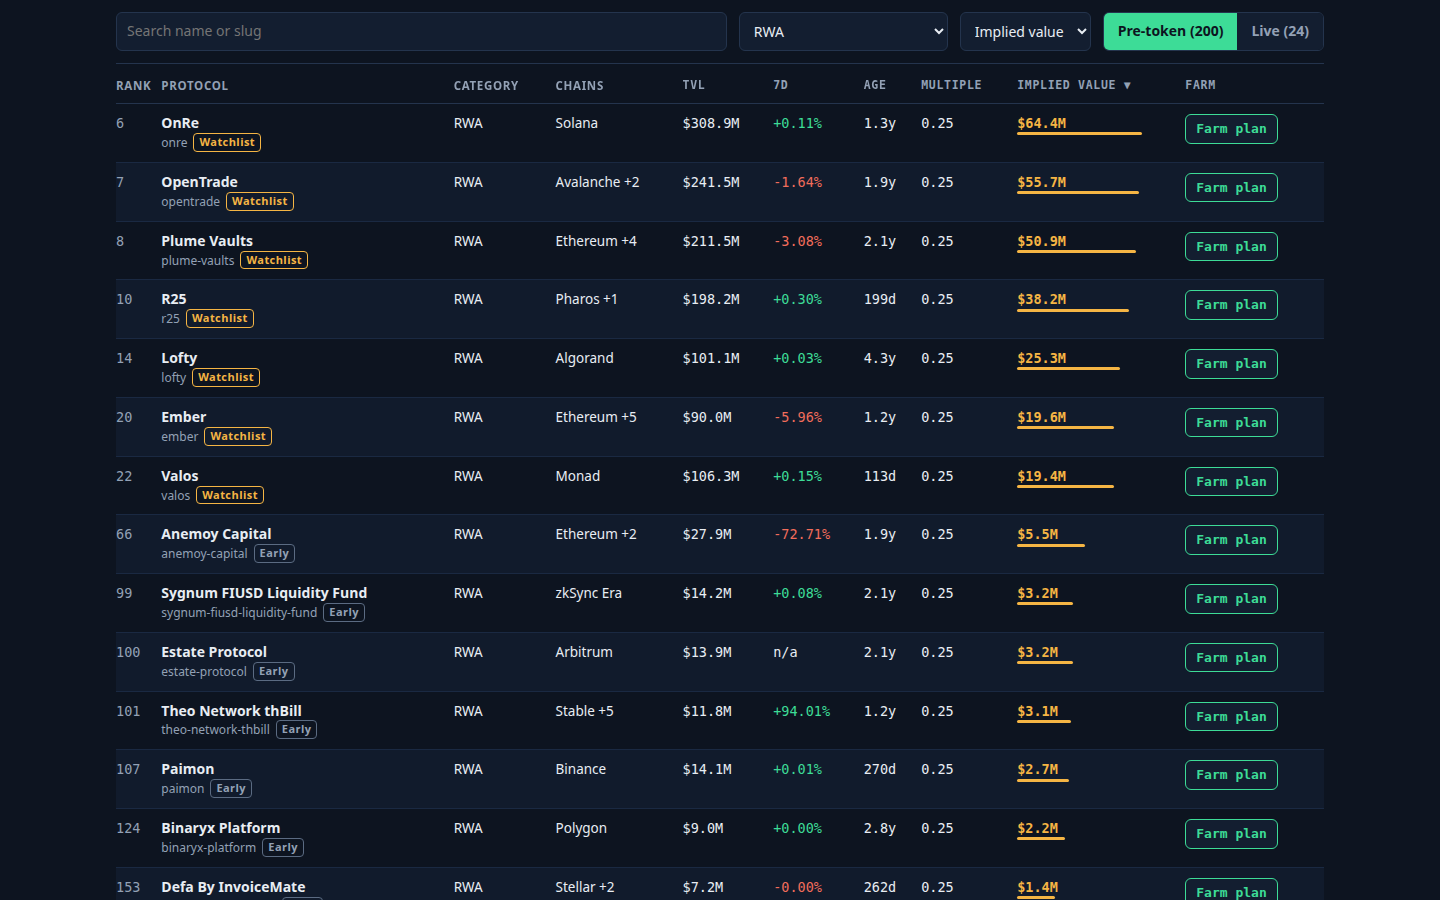 Search name or slug RWA Implied value Pre-token (200) Live (24)
RANK PROTOCOL CATEGORY CHAINS TVL 7D AGE MULTIPLE IMPLIED VALUE ▼ FARM
6 OnRe RWA Solana $308.9M +0.11% 1.3y 0.25 $64.4M Farm plan
onre Watchlist
7 OpenTrade RWA Avalanche +2 $241.5M -1.64% 1.9y 0.25 $55.7M Farm plan
opentrade Watchlist
8 Plume Vaults RWA Ethereum +4 $211.5M -3.08% 2.1y 0.25 $50.9M Farm plan
plume-vaults Watchlist
10 R25 RWA Pharos +1 $198.2M +0.30% 199d 0.25 $38.2M Farm plan
r25 Watchlist
14 Lofty RWA Algorand $101.1M +0.03% 4.3y 0.25 $25.3M Farm plan
lofty Watchlist
20 Ember RWA Ethereum +5 $90.0M -5.96% 1.2y 0.25 $19.6M Farm plan
ember Watchlist
22 Valos RWA Monad $106.3M +0.15% 113d 0.25 $19.4M Farm plan
valos Watchlist
66 Anemoy Capital RWA Ethereum +2 $27.9M -72.71% 1.9y 0.25 $5.5M Farm plan
anemoy-capital Early
99 Sygnum FIUSD Liquidity Fund RWA zkSync Era $14.2M +0.08% 2.1y 0.25 $3.2M Farm plan
sygnum-fiusd-liquidity-fund Early
100 Estate Protocol RWA Arbitrum $13.9M n/a 2.1y 0.25 $3.2M Farm plan
estate-protocol Early
101 Theo Network thBill RWA Stable +5 $11.8M +94.01% 1.2y 0.25 $3.1M Farm plan
theo-network-thbill Early
107 Paimon RWA Binance $14.1M +0.01% 270d 0.25 $2.7M Farm plan
paimon Early
124 Binaryx Platform RWA Polygon $9.0M +0.00% 2.8y 0.25 $2.2M Farm plan
binaryx-platform Early
153 Defa By InvoiceMate RWA Stellar +2 $7.2M -0.00% 262d 0.25 $1.4M Farm plan